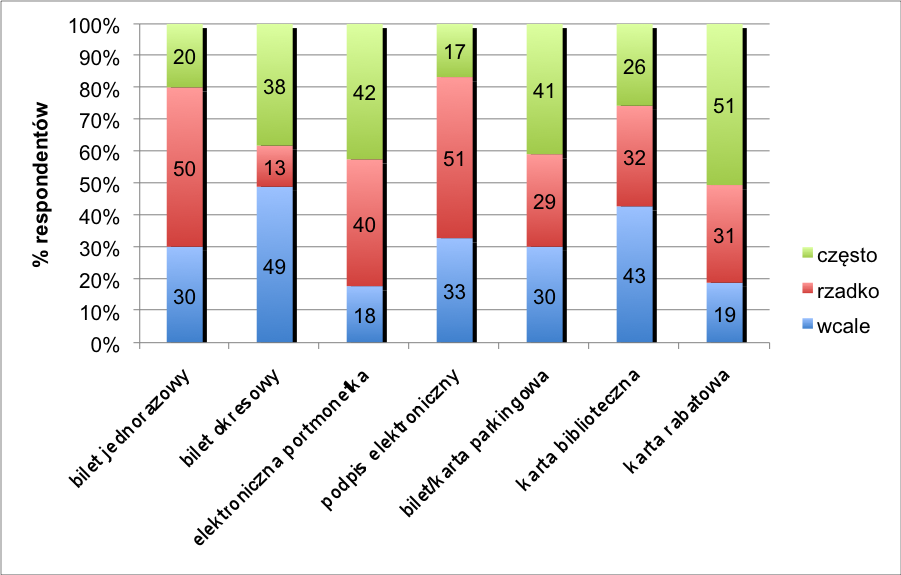 100%
90%
80%
70%
60%
50%
40%
30%
20%
10%
0%
% respondentów
20
50
30
38
13
49
42
40
18
17
51
33
41
29
30
26
32
43
51
31
19
bilet jednorazowy
bilet okresowy
elektroniczna portmonetka
podpis elektroniczny
bilet/karta parkingowa
karta biblioteczna
karta rabatowa
często
rzadko
wcale